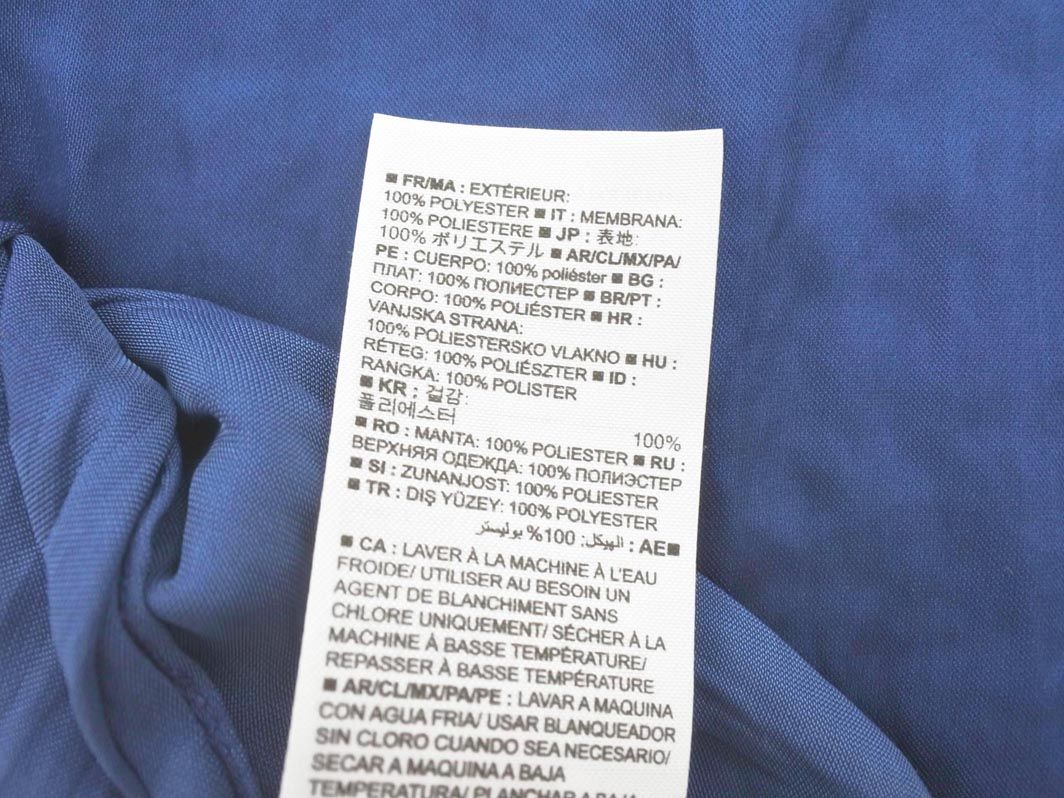 ■ FR/MA : EXTÉRIEUR:
100% POLYESTER ■ IT : MEMBRANA:
100% POLIESTERE ■ JP : 表地:
100% ポリエステル ■ AR/CL/MX/PA/
PE : CUERPO: 100% poliéster ■ BG :
ПЛАТ: 100% ПОЛИЕСТЕР ■ BR/PT :
CORPO: 100% POLIÉSTER ■ HR :
VANJSKA STRANA:
100% POLIESTERSKO VLAKNO ■ HU :
RÉTEG: 100% POLIÉSZTER ■ ID :
RANGKA: 100% POLISTER
■ KR : 겉감:
폴리에스터 100%
■ RO : MANTA: 100% POLIESTER ■ RU :
ВЕРХНЯЯ ОДЕЖДА: 100% ПОЛИЭСТЕР
■ SI : ZUNANJOST: 100% POLIESTER
■ TR : DIŞ YÜZEY: 100% POLYESTER
■AE : الهيكل: 100% بوليستر
■ CA : LAVER À LA MACHINE À L'EAU
FROIDE/ UTILISER AU BESOIN UN
AGENT DE BLANCHIMENT SANS
CHLORE UNIQUEMENT/ SÉCHER À LA
MACHINE À BASSE TEMPÉRATURE/
REPASSER À BASSE TEMPÉRATURE
■ AR/CL/MX/PA/PE : LAVAR A MAQUINA
CON AGUA FRIA/ USAR BLANQUEADOR
SIN CLORO CUANDO SEA NECESARIO/
SECAR A MAQUINA A BAJA
TEMPERATURA/ PLANCHAR A BAJA